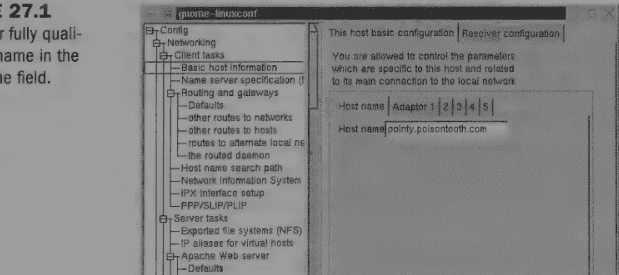 E 27.1
r fully quali-
name in the
ne field.
gnome-linuxconf
Config
Networking
Client tasks
Basic host information
Name server specification (
Routing and gateways
Defaults
other routes to networks
other routes to hosts
routes to alternate local ne
the routed daemon
Host name search path
Network Information System
IPX interface setup
PPP/SLIP/PLIP
Server tasks
Exported file systems (NFS)
IP aliases for virtual hosts
Apache Web server
Defaults
This host basic configuration Resolver configuration
You are allowed to control the parameters
which are specific to this host and related
to its main connection to the local network
Host name Adaptor 1 2 3 4 5
Host name pointy.poisontooth.com